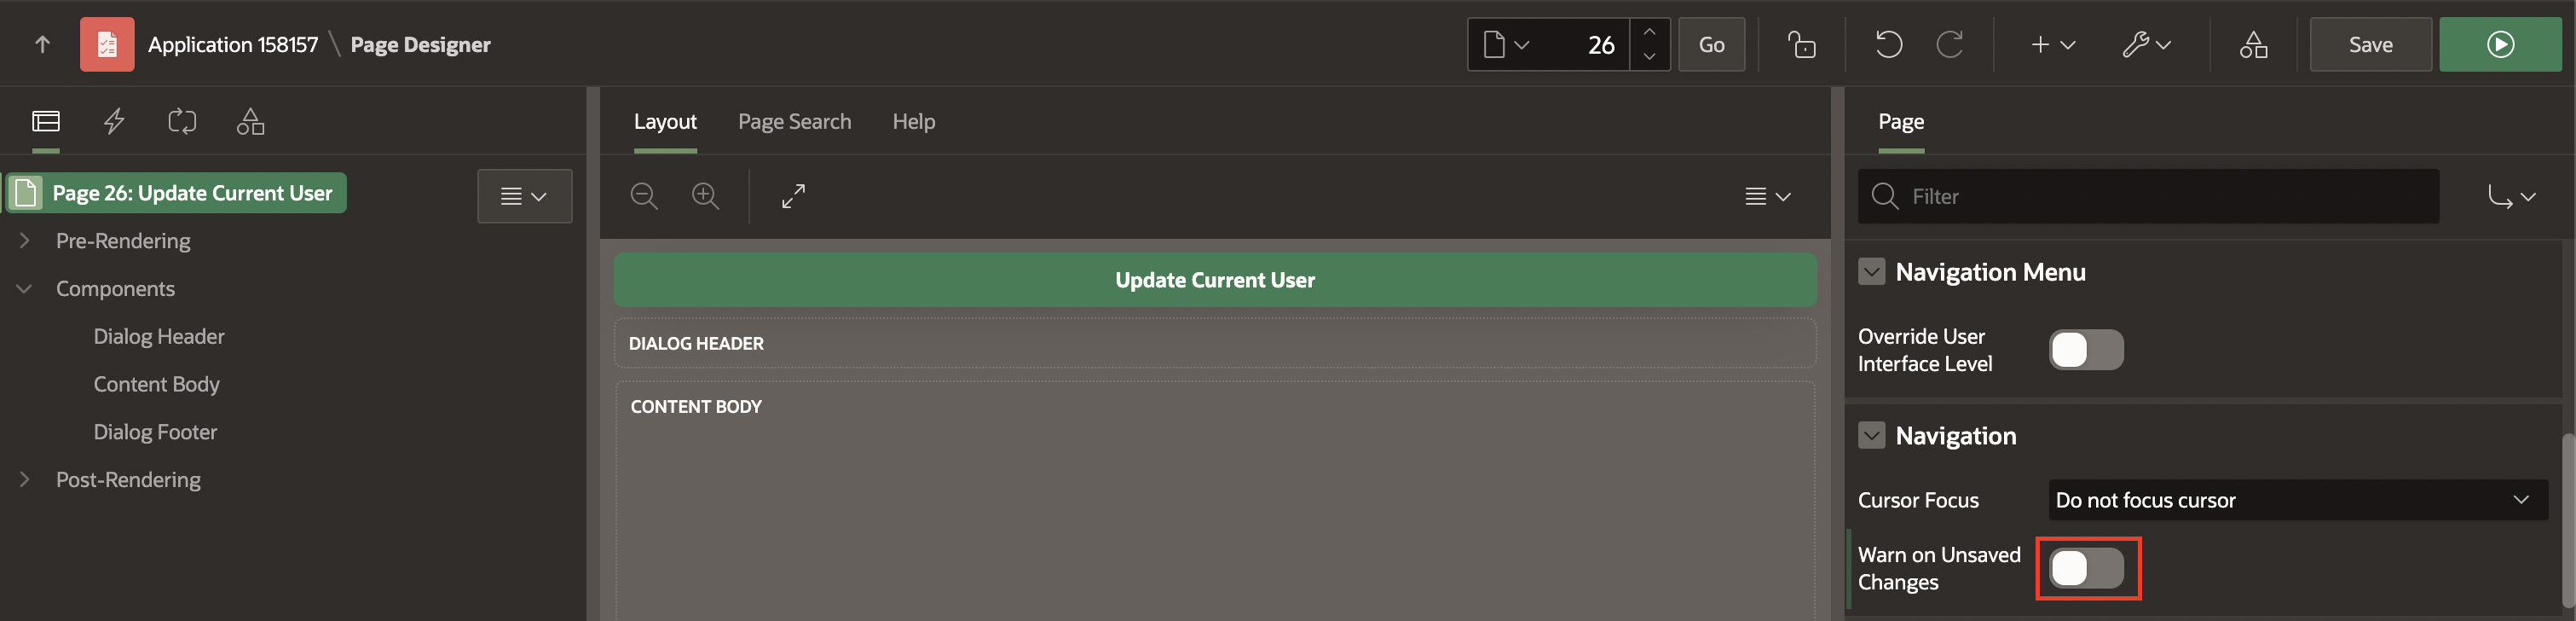 Application 158157 \ Page Designer
26
Go
Save
Layout
Page Search
Help
Page
Page 26: Update Current User
Pre-Rendering
Components
Dialog Header
Content Body
Dialog Footer
Post-Rendering
Update Current User
DIALOG HEADER
CONTENT BODY
Filter
Navigation Menu
Override User
Interface Level
Navigation
Cursor Focus
Do not focus cursor
Warn on Unsaved
Changes